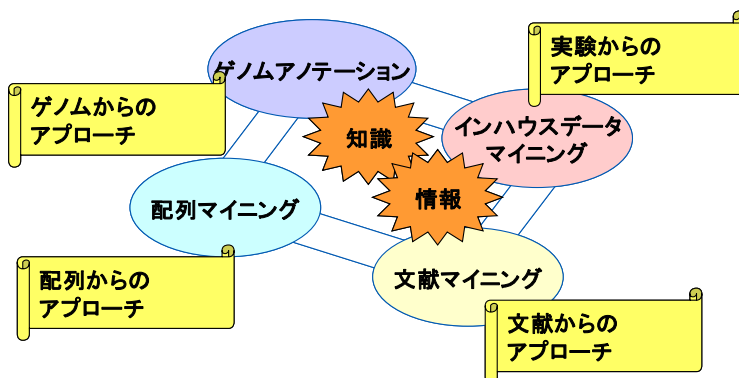 ゲノムアノテーション
実験からの
アプローチ
ゲノムからの
アプローチ
知識
インハウスデータ
マイニング
情報
配列マイニング
文献マイニング
配列からの
アプローチ
文献からの
アプローチ